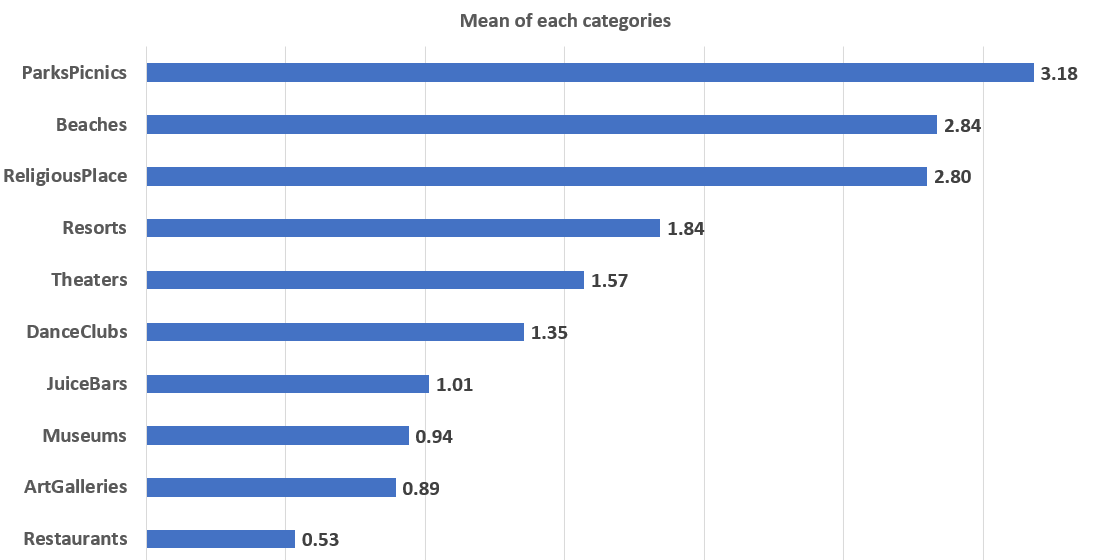 Mean of each categories
ParksPicnics 3.18
Beaches 2.84
ReligiousPlace 2.80
Resorts 1.84
Theaters 1.57
DanceClubs 1.35
JuiceBars 1.01
Museums 0.94
ArtGalleries 0.89
Restaurants 0.53